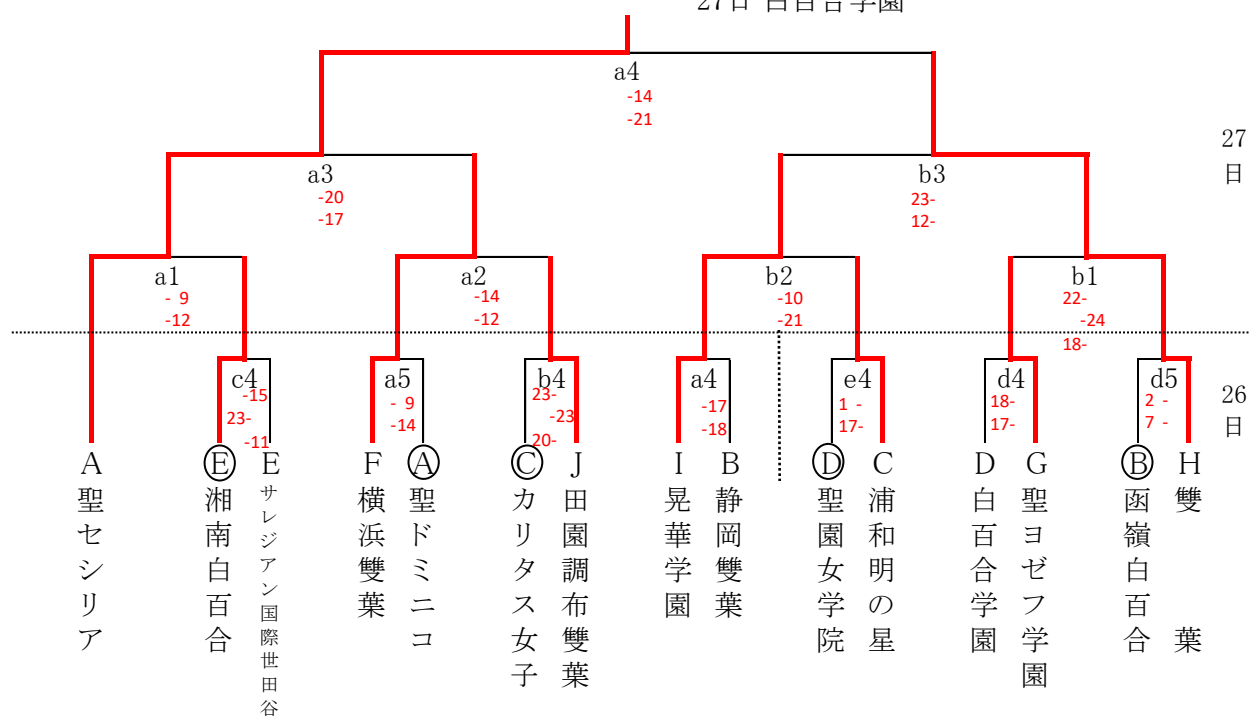 27日 白百合学園
a4
-14
-21
27
日
a3
-20
-17
b3
23-
12-
a1
- 9
-12
a2
-14
-12
b2
-10
-21
b1
22-
-24
18-
c4
-15
23-
-11
a5
- 9
-14
b4
23-
-23
20-
a4
-17
-18
e4
1 -
17-
d4
18-
17-
d5
2 -
7 -
26
日
A
聖セシリア
Ⓔ
湘南白百合
E
サレジアン国際世田谷
F
横浜雙葉
Ⓐ
聖ドミニコ
Ⓒ
カリタス女子
J
田園調布雙葉
I
晃華学園
B
静岡雙葉
Ⓓ
聖園女学院
C
浦和明の星
D
白百合学園
G
聖ヨゼフ学園
Ⓑ
函嶺白百合
H
雙葉